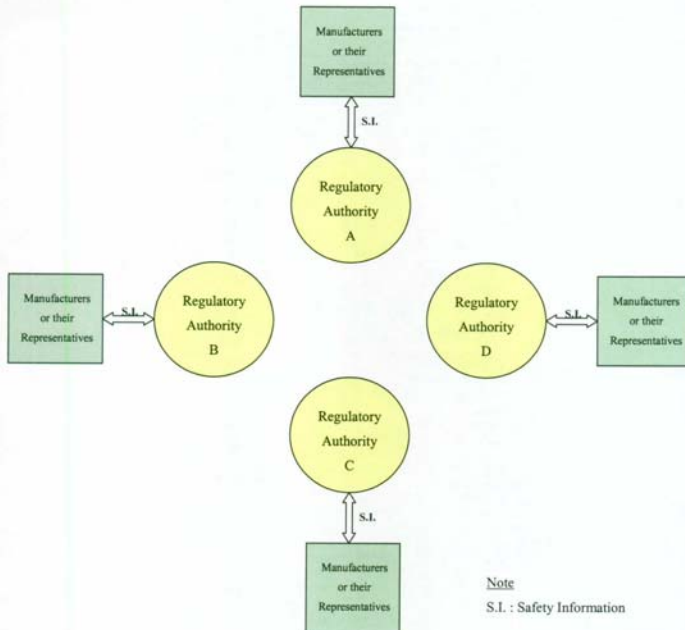 Manufacturers
or their
Representatives
S.I.
Regulatory
Authority
A
Manufacturers
or their
Representatives
S.I.
Regulatory
Authority
B
Regulatory
Authority
D
S.I.
Manufacturers
or their
Representatives
Regulatory
Authority
C
S.I.
Manufacturers
or their
Representatives
Note
S.I. : Safety Information